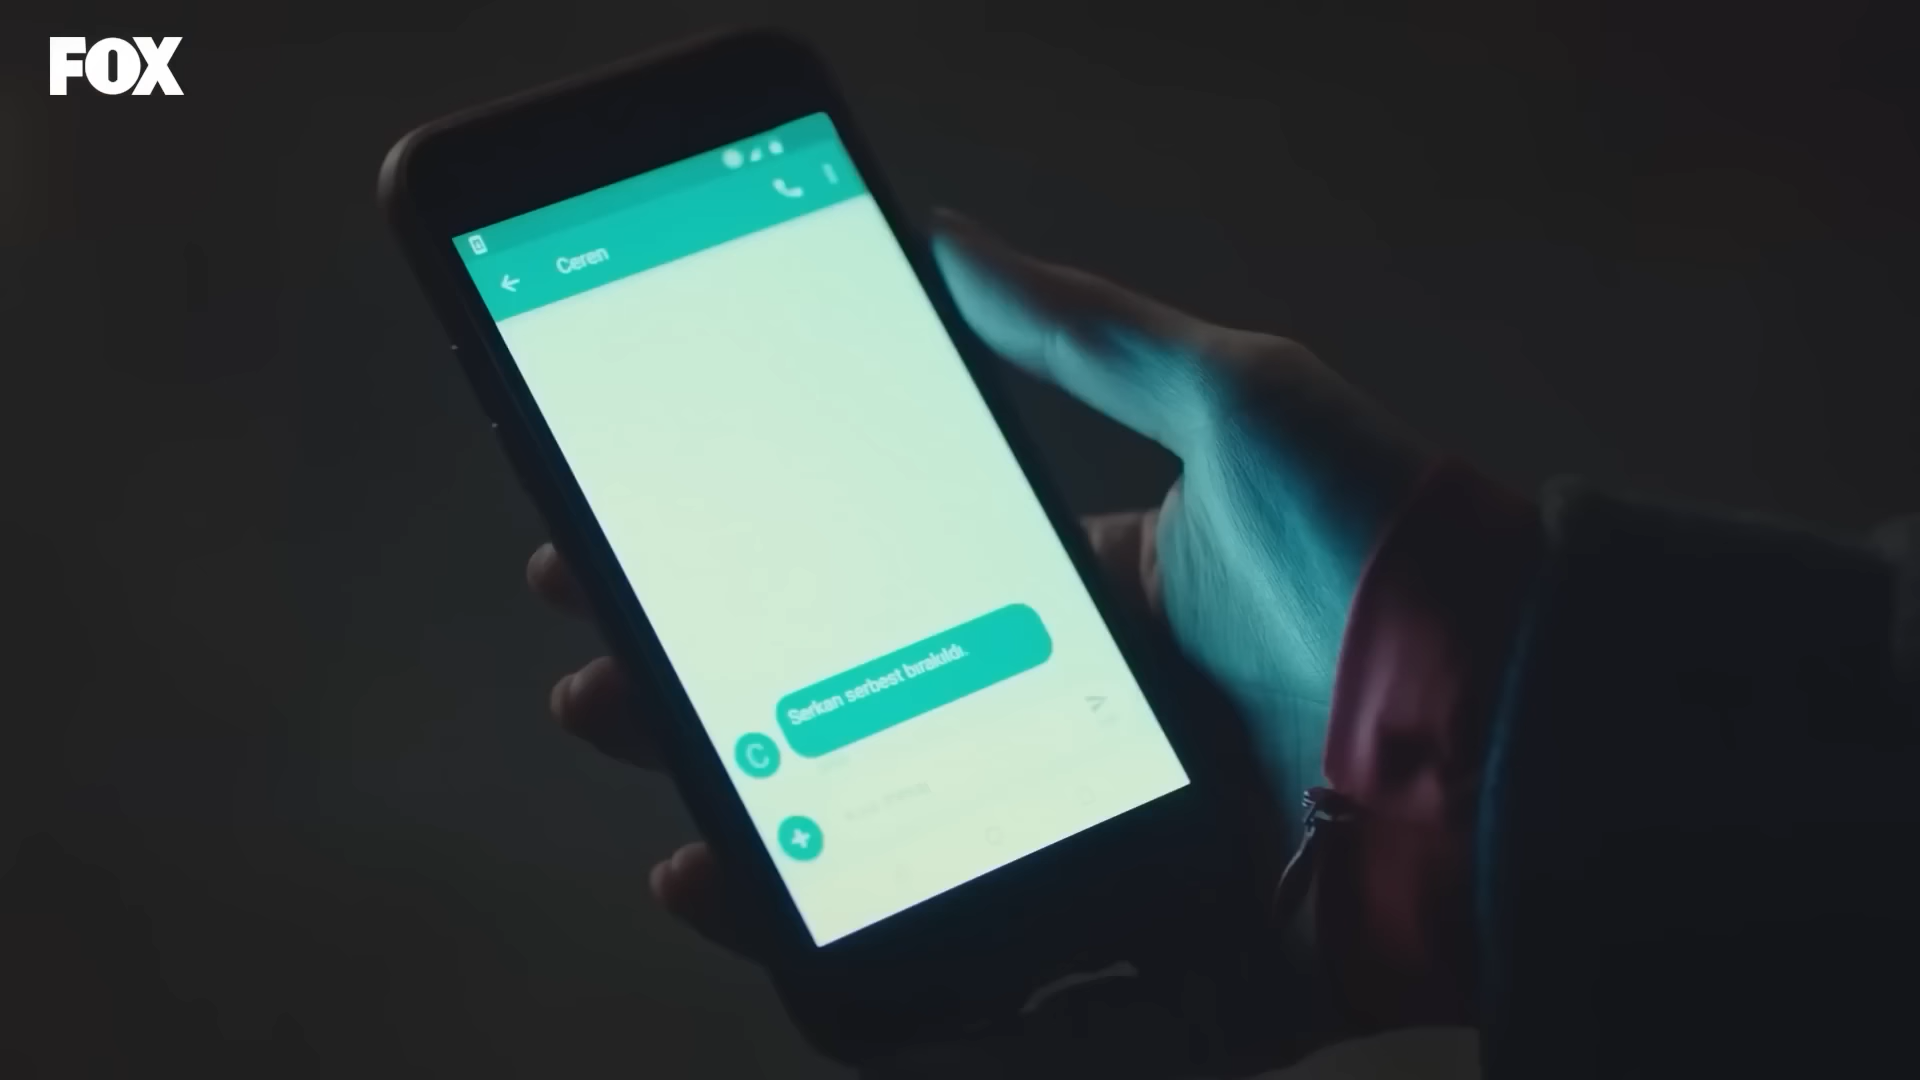 FOX
Ceren
Serkan serbest bırakıldı.
C